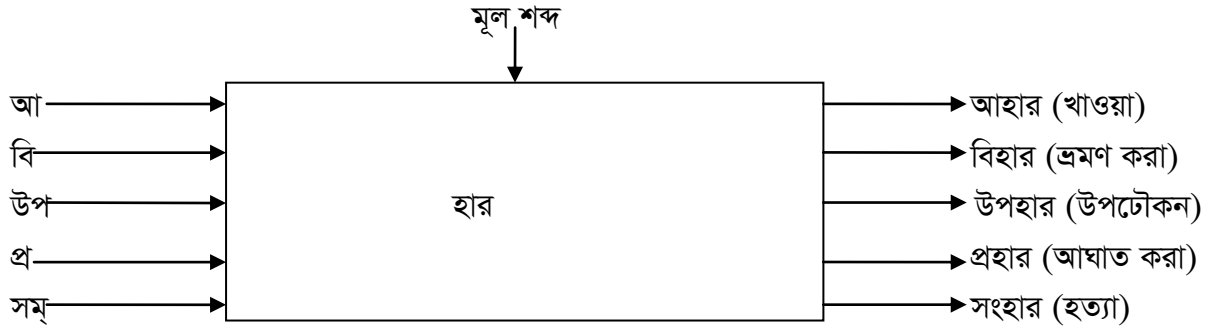 মূল শব্দ
আ আহার (খাওয়া)
বি বিহার (ভ্রমণ করা)
উপ হার উপহার (উপঢৌকন)
প্র প্রহার (আঘাত করা)
সম্ সংহার (হত্যা)